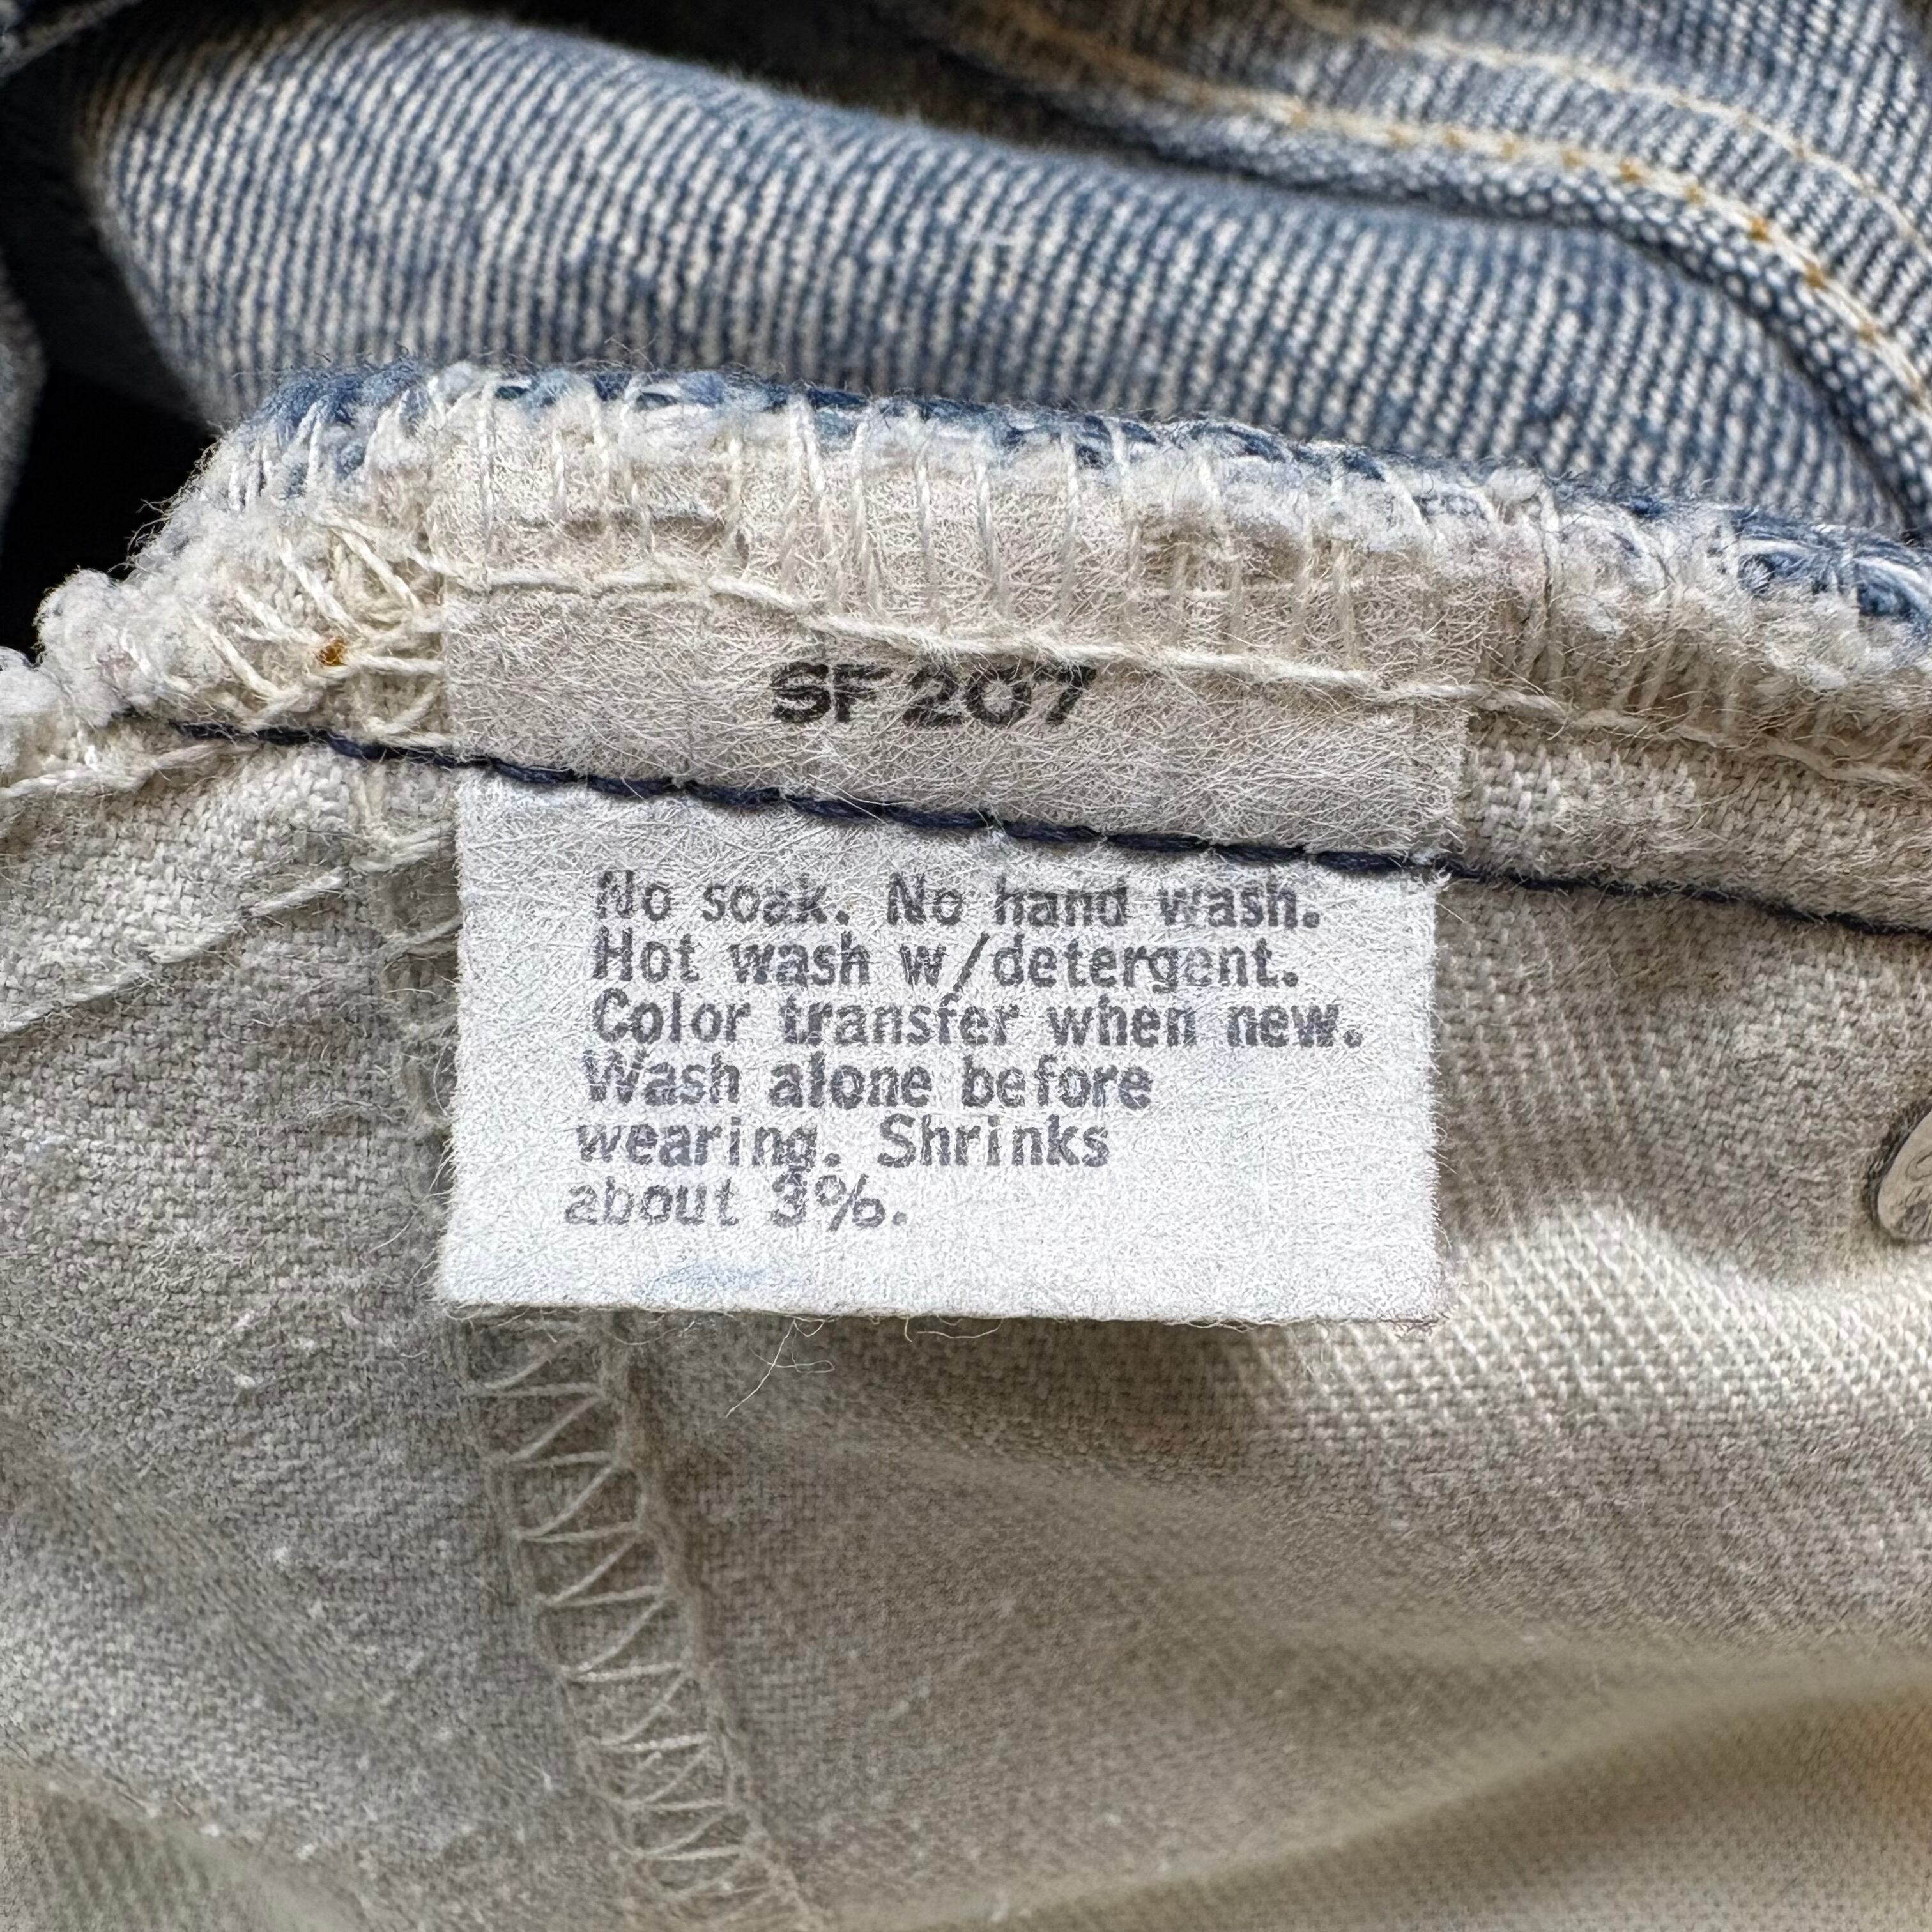 SF 207
No soak. No hand wash.
Hot wash w/detergent.
Color transfer when new.
Wash alone before
wearing. Shrinks
about 3%.